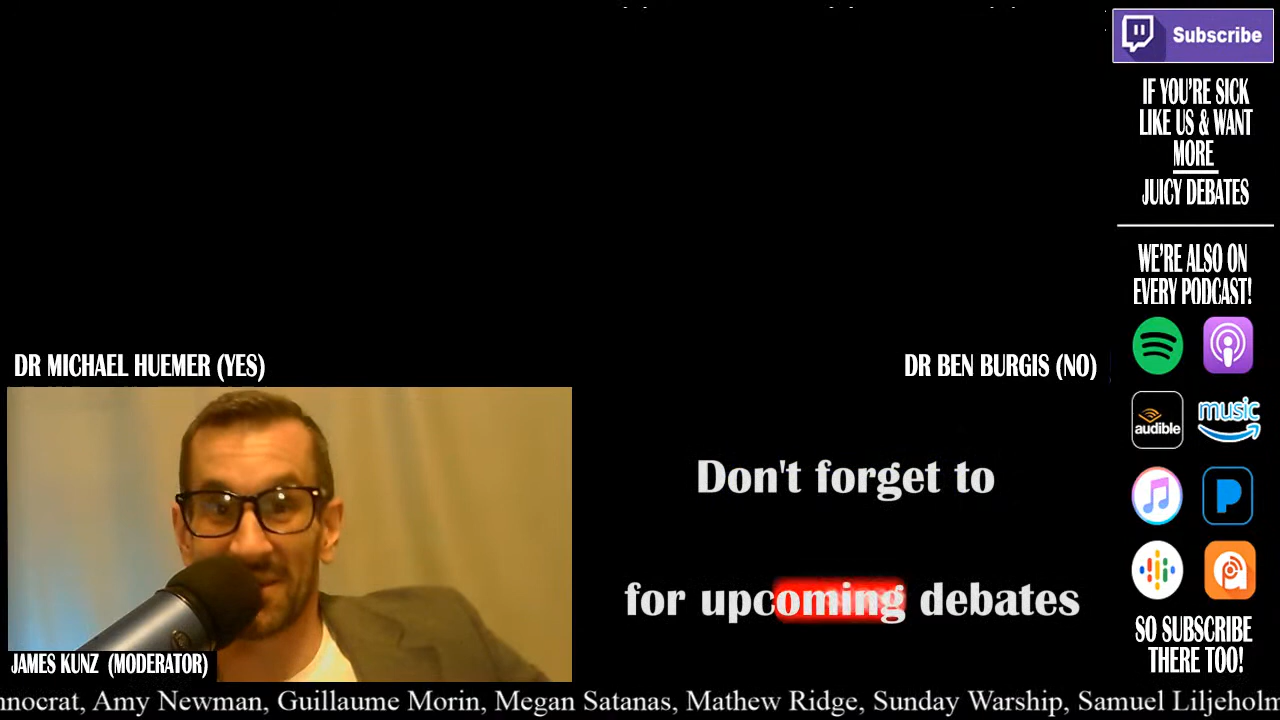 Subscribe
IF YOU'RE SICK
LIKE US & WANT
MORE
JUICY DEBATES
WE'RE ALSO ON
EVERY PODCAST!
DR MICHAEL HUEMER (YES)
DR BEN BURGIS (NO)
audible
music
Don't forget to
for upcoming debates
SO SUBSCRIBE
THERE TOO!
JAMES KUNZ (MODERATOR)
nnocrat, Amy Newman, Guillaume Morin, Megan Satanas, Mathew Ridge, Sunday Warship, Samuel Liljeholm